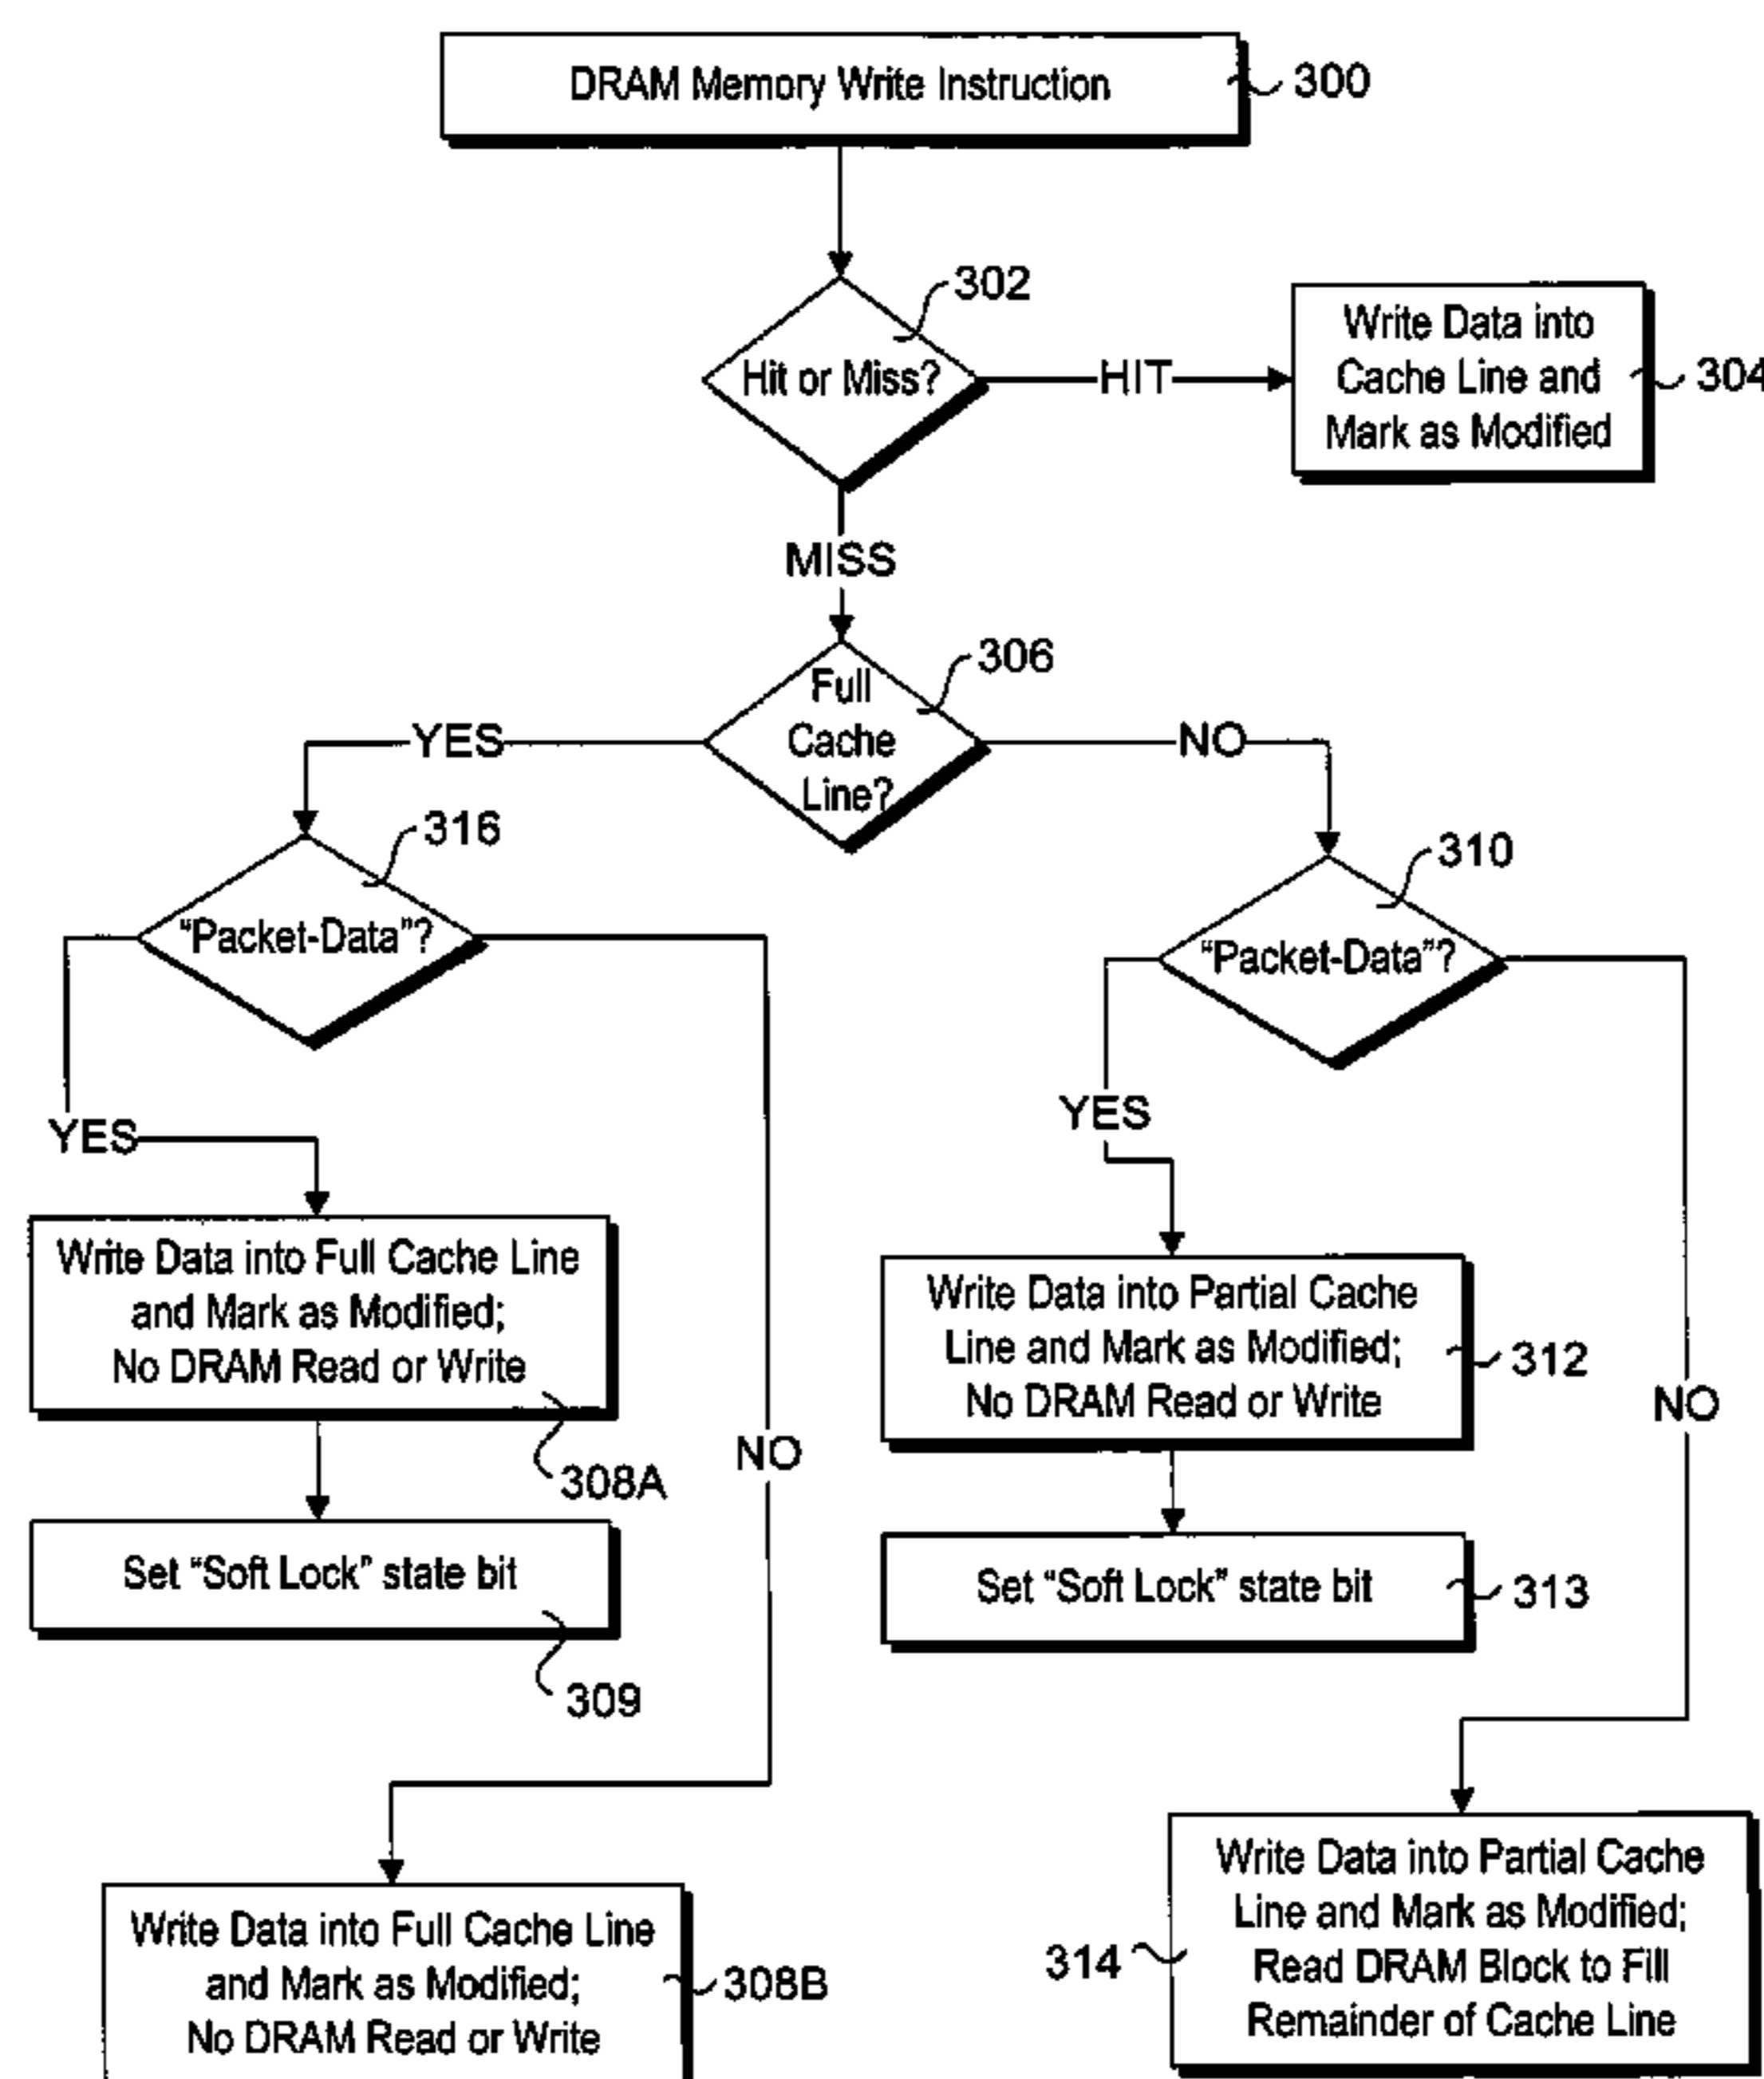 DRAM Memory Write Instruction
300
302
Hit or Miss?
HIT
Write Data into
Cache Line and
Mark as Modified
304
MISS
306
Full
Cache
Line?
YES
NO
316
"Packet-Data"?
310
"Packet-Data"?
YES
YES
Write Data into Full Cache Line
and Mark as Modified;
No DRAM Read or Write
308A
NO
Write Data into Partial Cache
Line and Mark as Modified;
No DRAM Read or Write
312
NO
Set "Soft Lock" state bit
309
Set "Soft Lock" state bit
313
Write Data into Full Cache Line
and Mark as Modified;
No DRAM Read or Write
308B
314
Write Data into Partial Cache
Line and Mark as Modified;
Read DRAM Block to Fill
Remainder of Cache Line